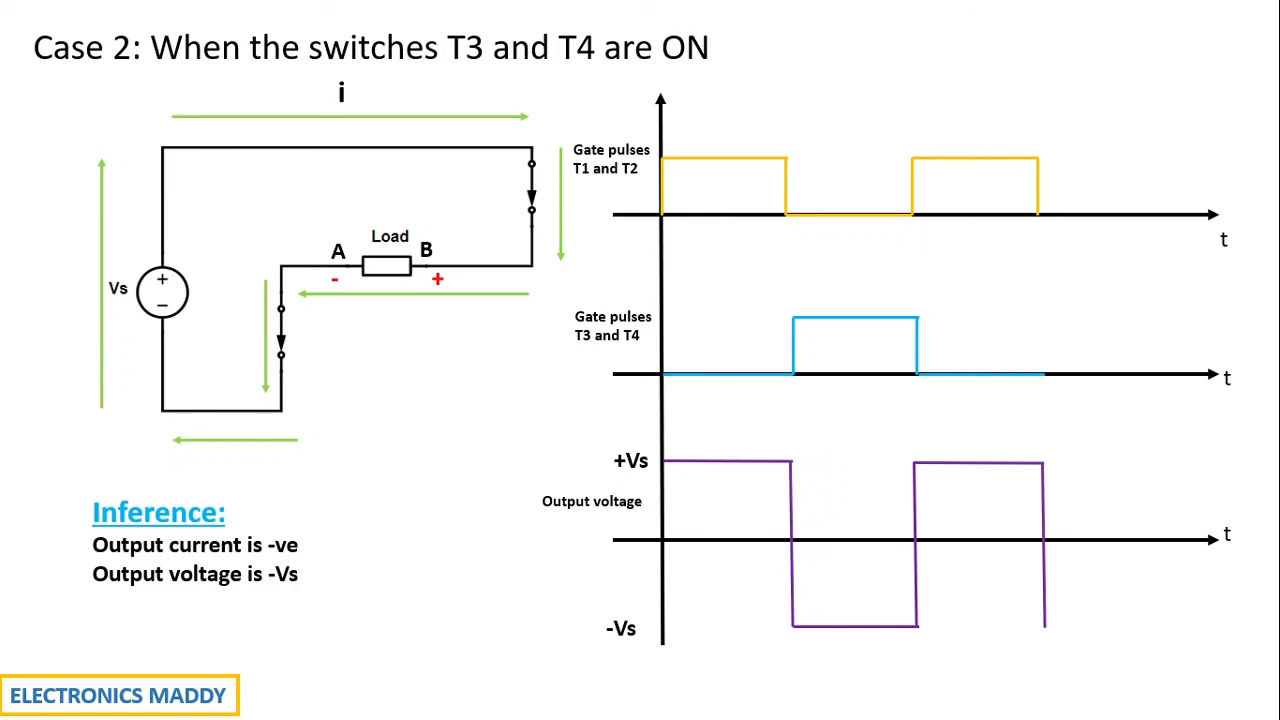 Case 2: When the switches T3 and T4 are ON
i
Vs
+
−
Load
A
B
-
+
Gate pulses
T1 and T2
t
Gate pulses
T3 and T4
t
+Vs
Output voltage
t
-Vs
Inference:
Output current is -ve
Output voltage is -Vs
ELECTRONICS MADDY